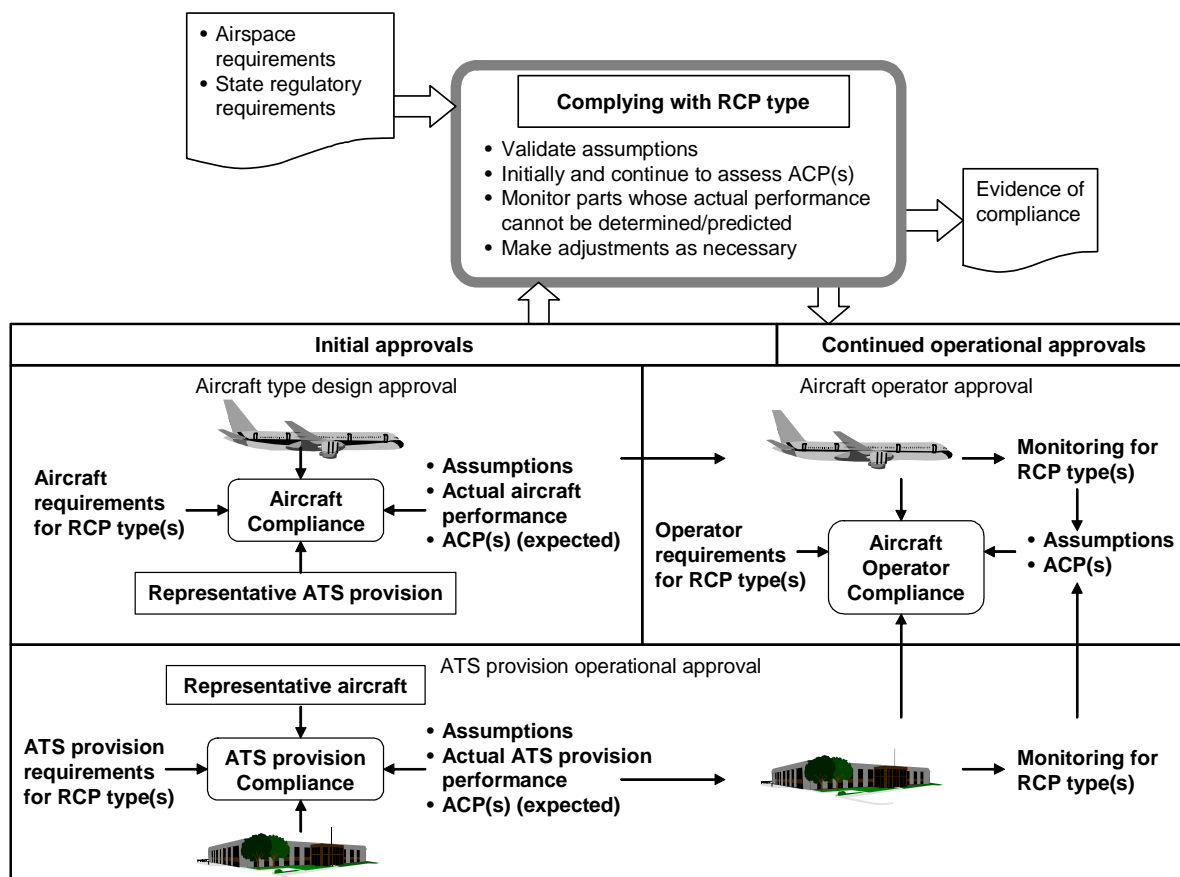 • Airspace
requirements
• State regulatory
requirements
Complying with RCP type
• Validate assumptions
• Initially and continue to assess ACP(s)
• Monitor parts whose actual performance
cannot be determined/predicted
• Make adjustments as necessary
Evidence of
compliance
Initial approvals
Continued operational approvals
Aircraft type design approval
Aircraft
requirements
for RCP type(s)
Aircraft
Compliance
• Assumptions
• Actual aircraft
performance
• ACP(s) (expected)
Representative ATS provision
Aircraft operator approval
Monitoring for
RCP type(s)
Operator
requirements
for RCP type(s)
Aircraft
Operator
Compliance
• Assumptions
• ACP(s)
ATS provision operational approval
Representative aircraft
ATS provision
requirements
for RCP type(s)
ATS provision
Compliance
• Assumptions
• Actual ATS provision
performance
• ACP(s) (expected)
Monitoring for
RCP type(s)